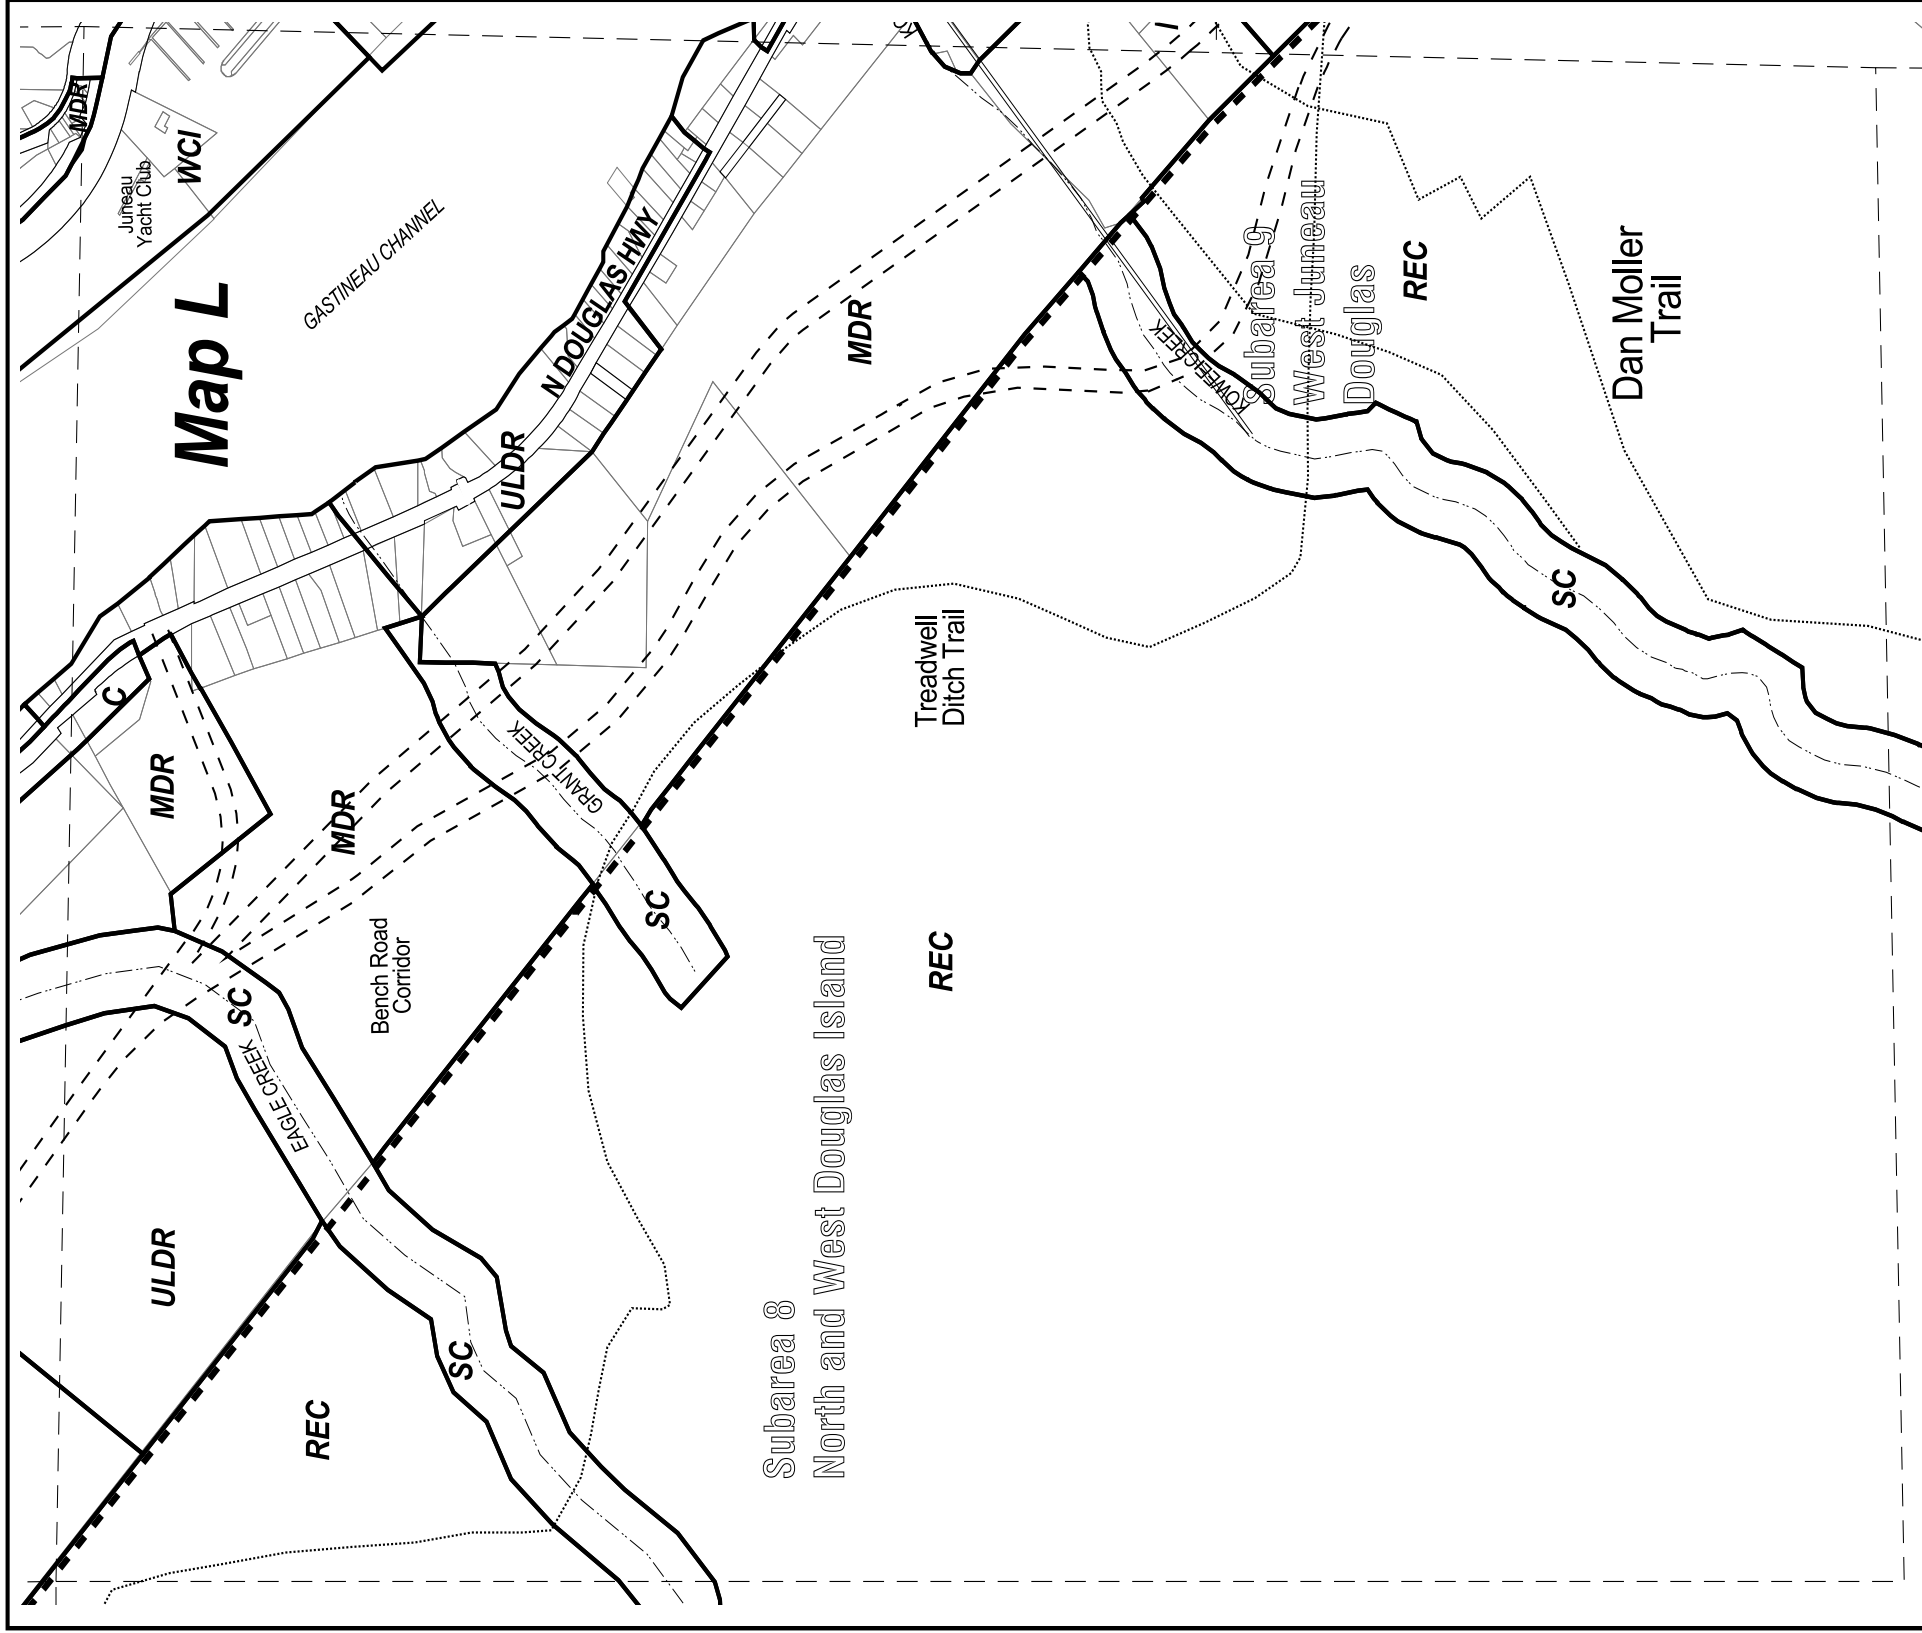 Map L
MDR
WCI
Juneau
Yacht Club
GASTINEAU CHANNEL
N DOUGLAS HWY
ULDR
MDR
C
MDR
MDR
Bench Road
Corridor
GRANT CREEK
SC
SC
EAGLE CREEK
ULDR
REC
SC
Treadwell
Ditch Trail
REC
Subarea 8
North and West Douglas Island
KOWEE CREEK
Subarea 9
West Juneau
Douglas
REC
Dan Moller
Trail
SC